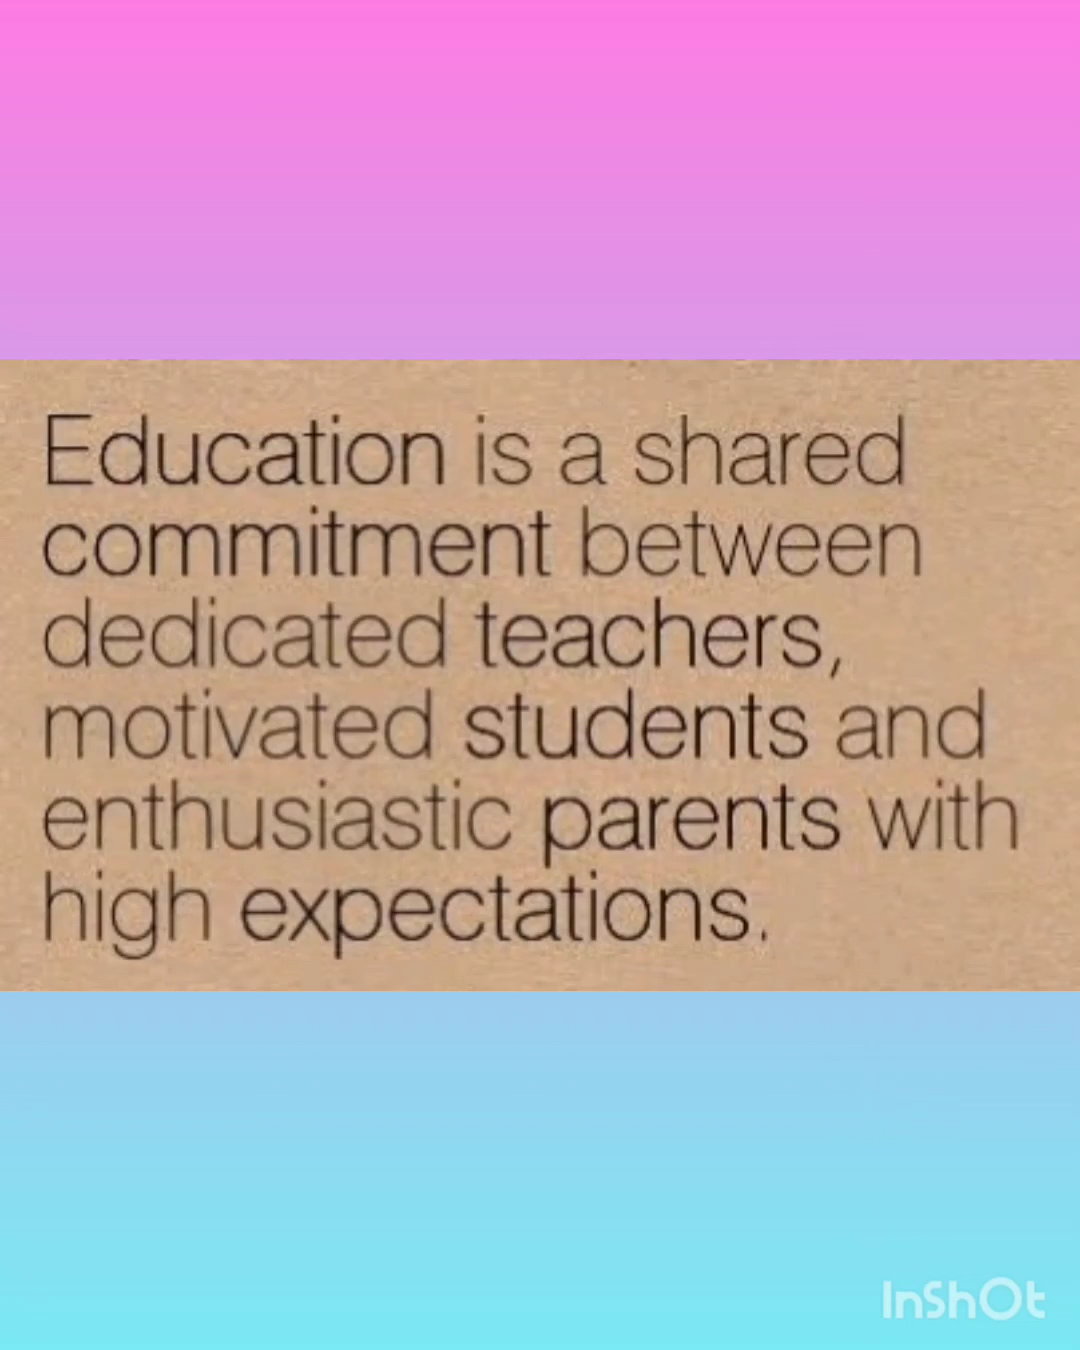 Education is a shared
commitment between
dedicated teachers,
motivated students and
enthusiastic parents with
high expectations.
InShOt